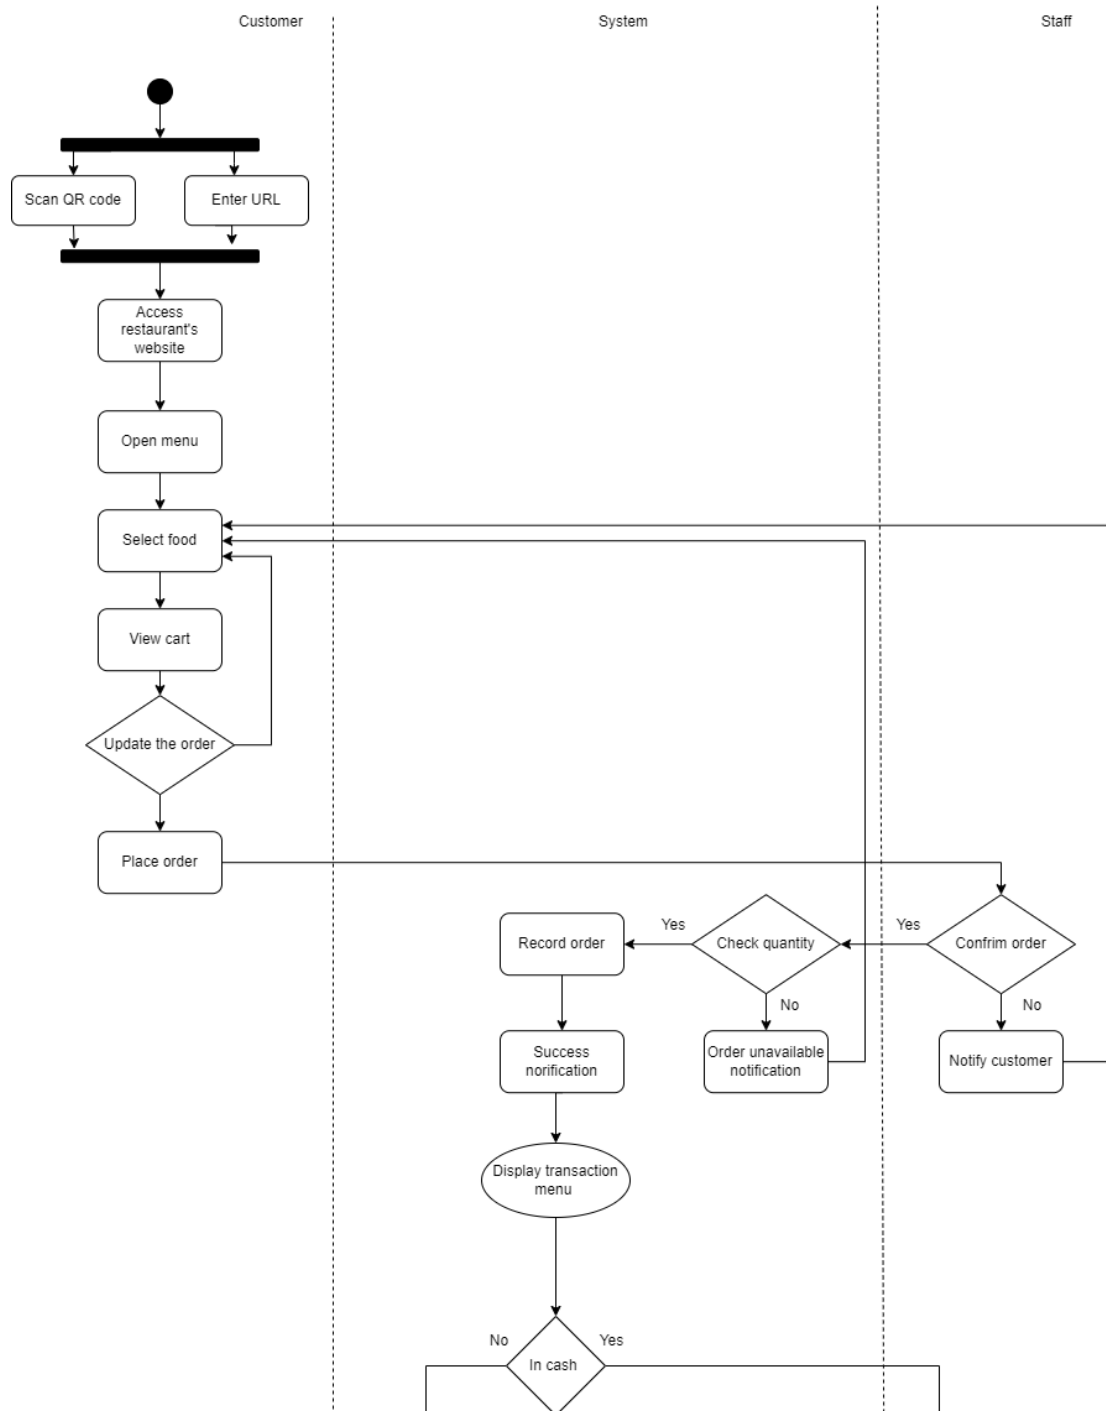 Customer
System
Staff
Scan QR code
Enter URL
Access
restaurant's
website
Open menu
Select food
View cart
Update the order
Place order
Record order
Yes
Check quantity
Yes
Confrim order
No
No
Success
norification
Order unavailable
notification
Notify customer
Display transaction
menu
No
Yes
In cash